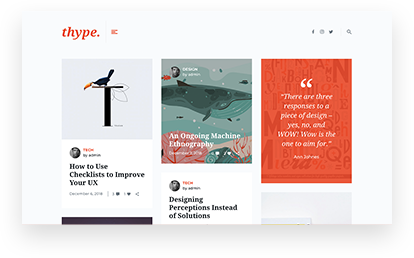 thype.
TECH
by admin
How to Use
Checklists to Improve
Your UX
December 6, 2018
DESIGN
by admin
An Ongoing Machine
Ethnography
December 5, 2018
TECH
by admin
Designing
Perceptions Instead
of Solutions
“
“There are three
responses to a
piece of design –
yes, no, and
WOW! Wow is the
one to aim for.”